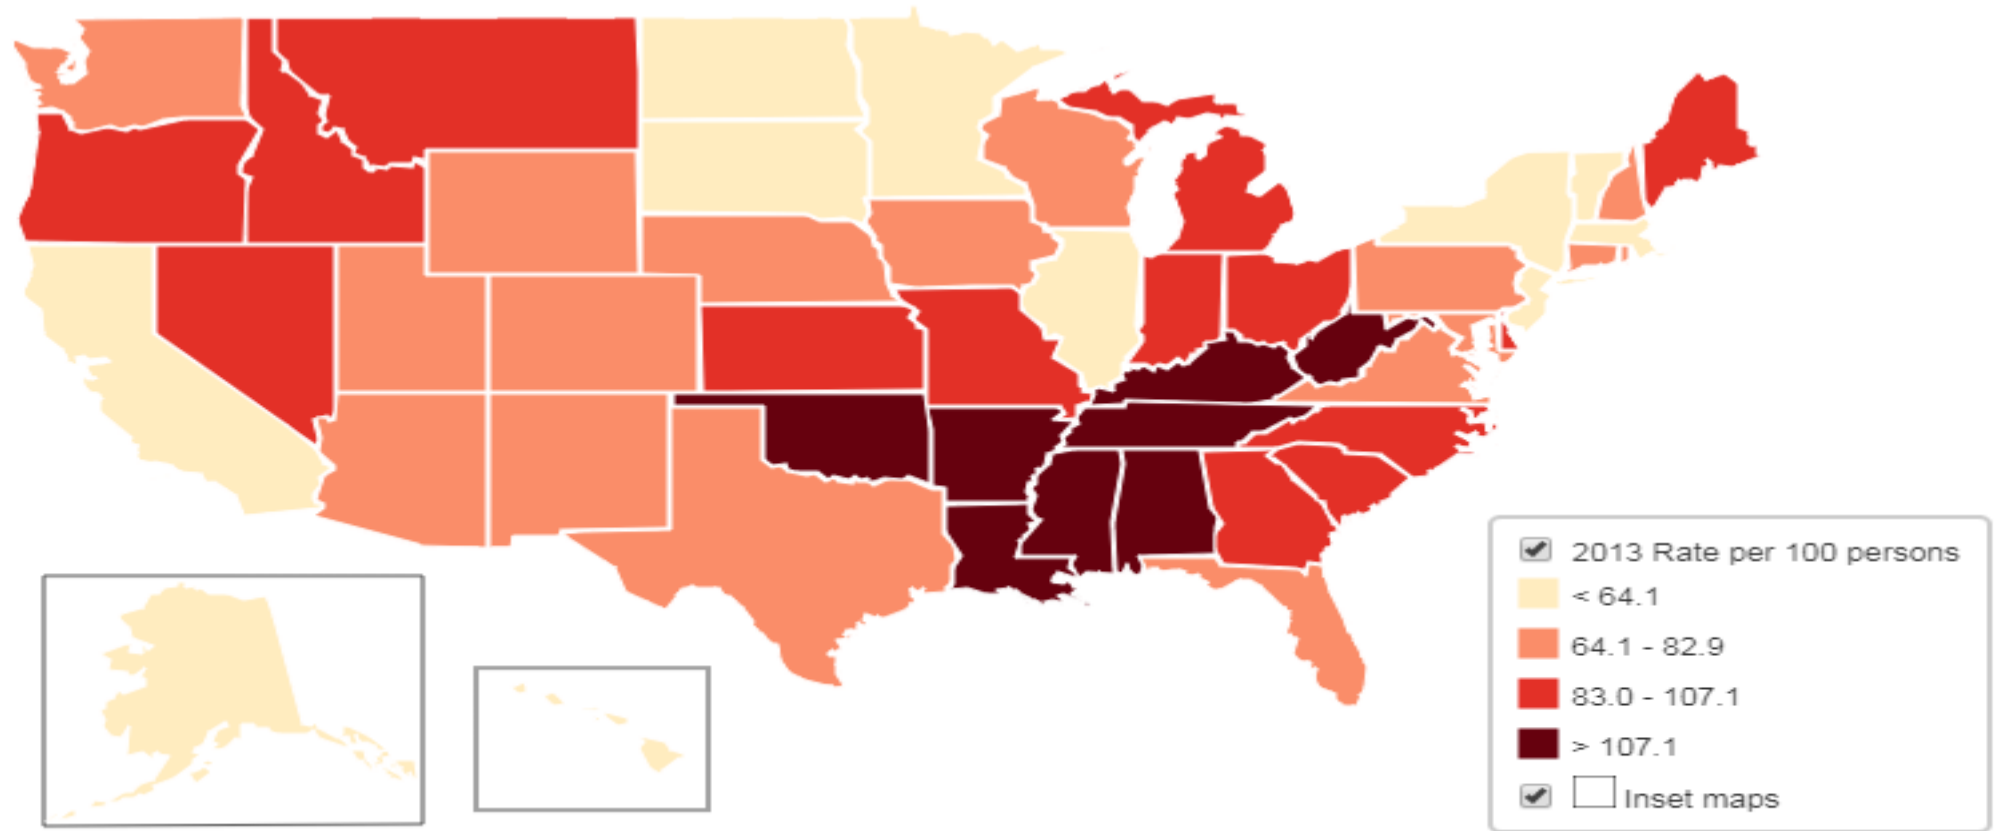 2013 Rate per 100 persons
< 64.1
64.1 - 82.9
83.0 - 107.1
> 107.1
Inset maps